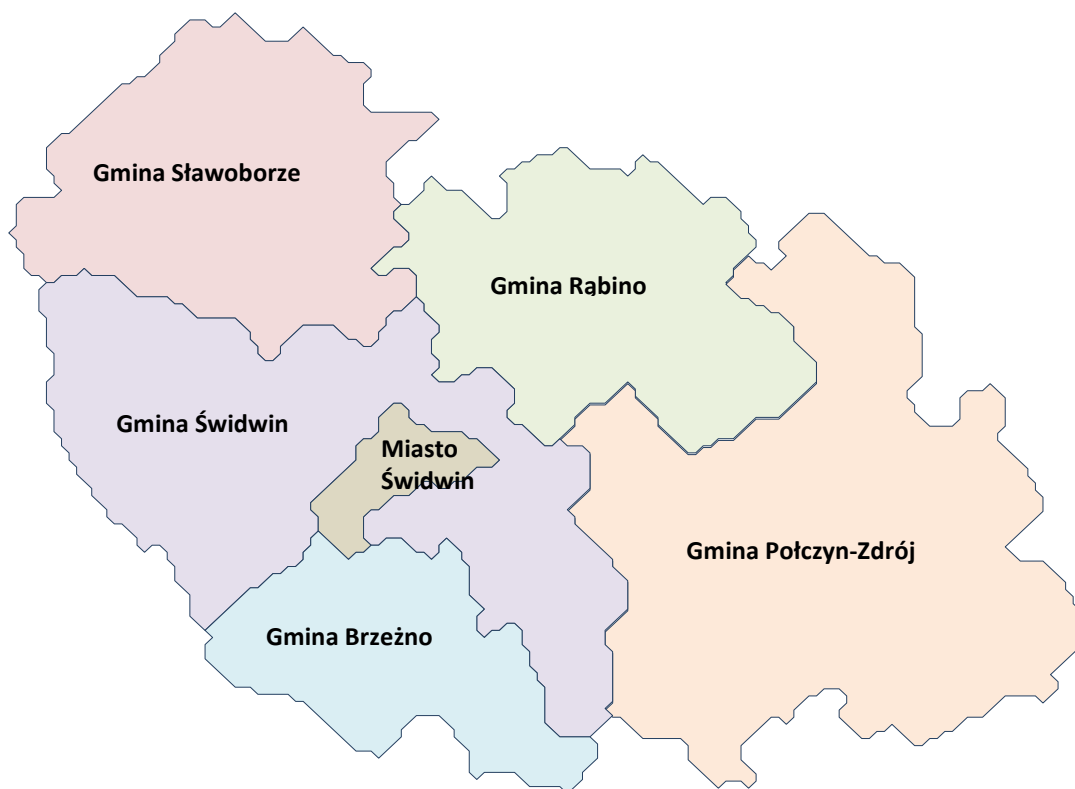 Gmina Sławoborze
Gmina Rąbino
Gmina Świdwin
Miasto
Świdwin
Gmina Połczyn-Zdrój
Gmina Brzeżno